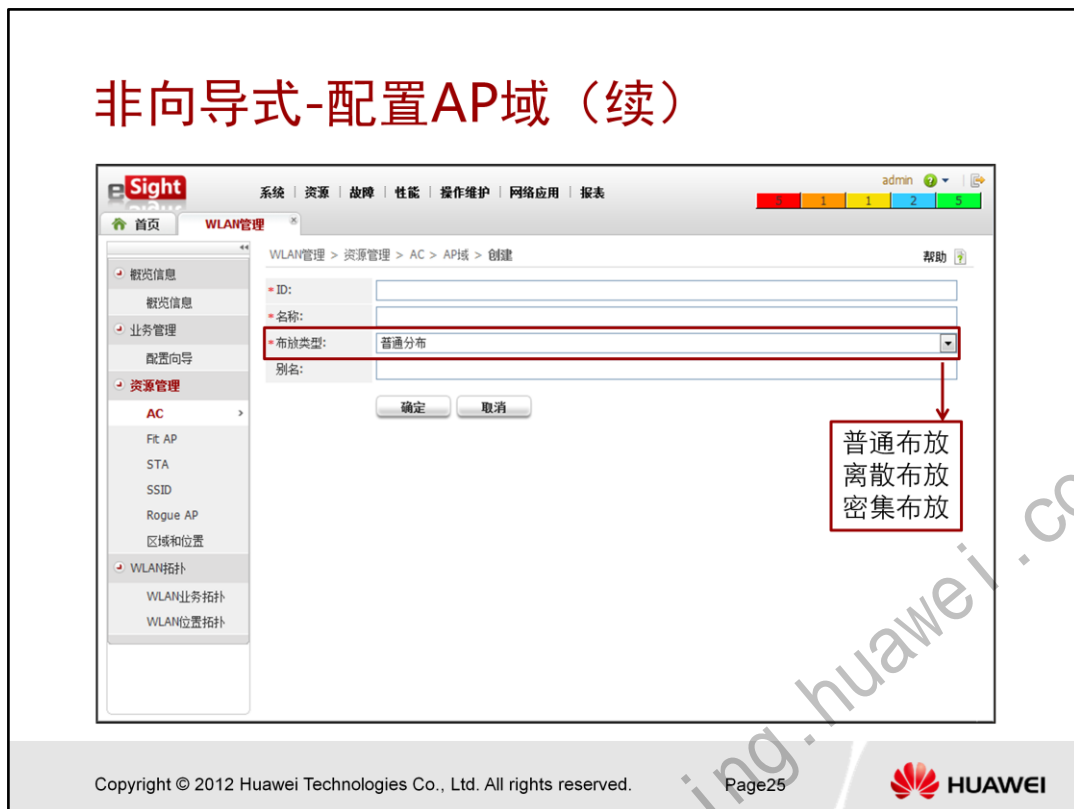 非向导式-配置AP域（续）
eSight
系统 | 资源 | 故障 | 性能 | 操作维护 | 网络应用 | 报表
admin
5 1 1 2 5
首页 WLAN管理
WLAN管理 > 资源管理 > AC > AP域 > 创建
帮助
概览信息
概览信息
业务管理
配置向导
资源管理
AC
Fit AP
STA
SSID
Rogue AP
区域和位置
WLAN拓扑
WLAN业务拓扑
WLAN位置拓扑
*ID:
*名称:
*布放类型: 普通分布
别名:
确定 取消
普通布放
离散布放
密集布放
ing.huawei.co
Copyright © 2012 Huawei Technologies Co., Ltd. All rights reserved.
Page25
HUAWEI